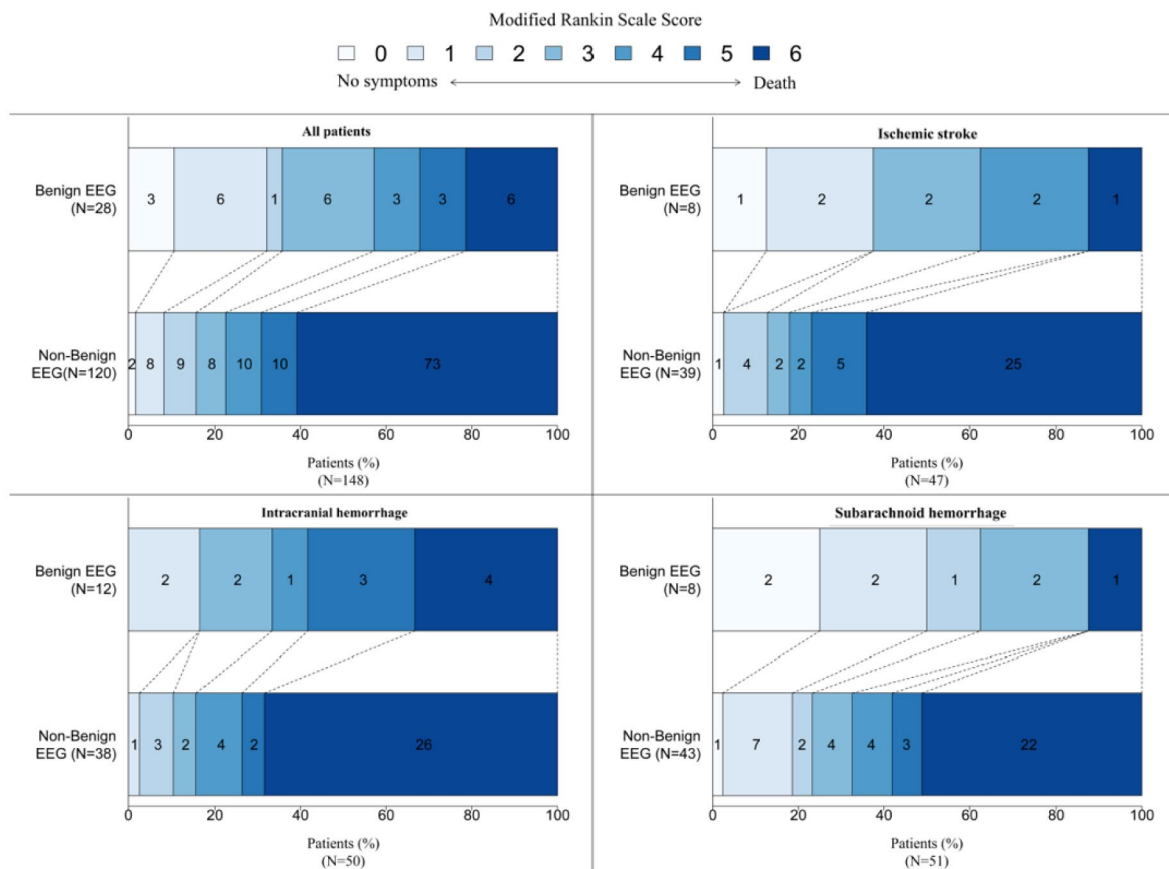 Modified Rankin Scale Score
0 1 2 3 4 5 6
No symptoms Death
All patients
Benign EEG
(N=28)
3 6 1 6 3 3 6
Non-Benign
EEG(N=120)
2 8 9 8 10 10 73
0 20 40 60 80 100
Patients (%)
(N=148)
Ischemic stroke
Benign EEG
(N=8)
1 2 2 2 1
Non-Benign
EEG (N=39)
1 4 2 2 5 25
0 20 40 60 80 100
Patients (%)
(N=47)
Intracranial hemorrhage
Benign EEG
(N=12)
2 2 1 3 4
Non-Benign
EEG (N=38)
1 3 2 4 2 26
0 20 40 60 80 100
Patients (%)
(N=50)
Subarachnoid hemorrhage
Benign EEG
(N=8)
2 2 1 2 1
Non-Benign
EEG (N=43)
1 7 2 4 4 3 22
0 20 40 60 80 100
Patients (%)
(N=51)